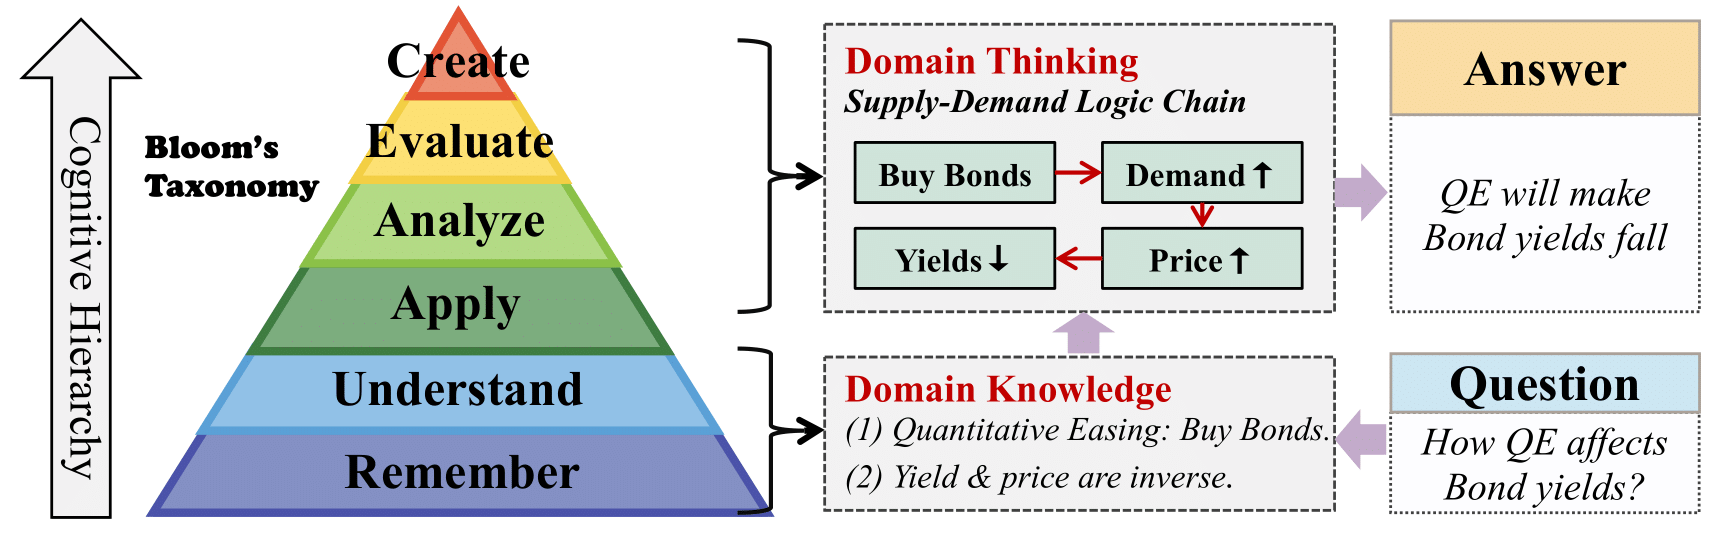 Cognitive Hierarchy
Bloom's
Taxonomy
Create
Evaluate
Analyze
Apply
Understand
Remember
Domain Thinking
Supply-Demand Logic Chain
Buy Bonds
Demand ↑
Yields ↓
Price ↑
Domain Knowledge
(1) Quantitative Easing: Buy Bonds.
(2) Yield & price are inverse.
Answer
QE will make
Bond yields fall
Question
How QE affects
Bond yields?